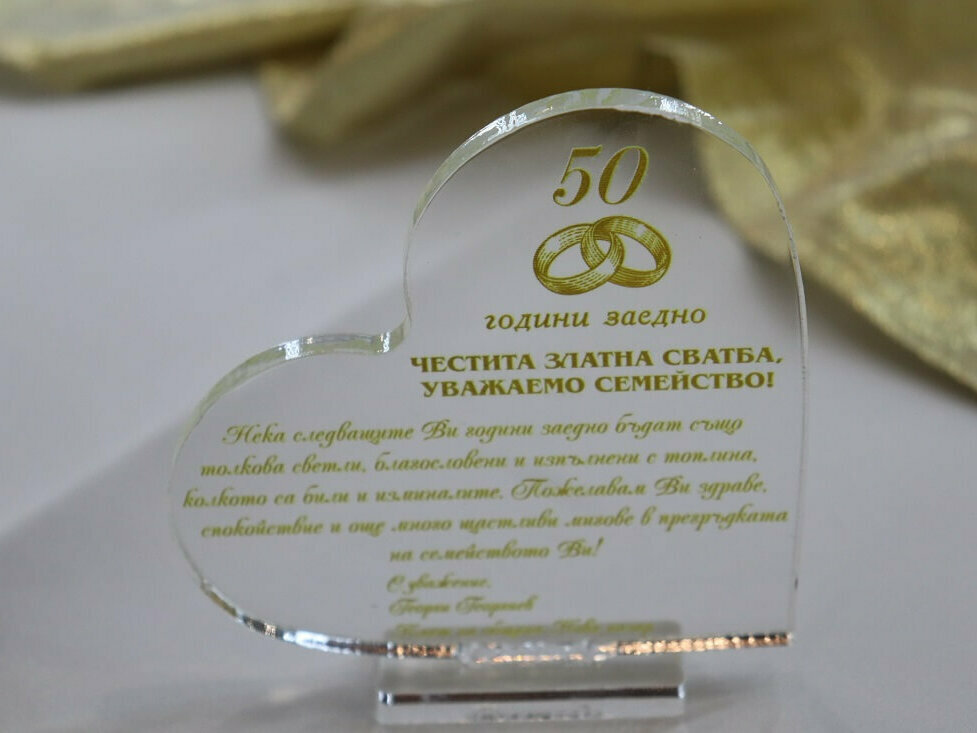 50
години заедно
ЧЕСТИТА ЗЛАТНА СВАТБА,
УВАЖАЕМО СЕМЕЙСТВО!
Нека следващите Ви години заедно бъдат също
толкова светли, благословени и изпълнени с топлина,
колкото са били и изминалите. Пожелавам Ви здраве,
спокойствие и още много щастливи мигове в прегръдката
на семейството Ви!
С уважение,
Георги Георгиев